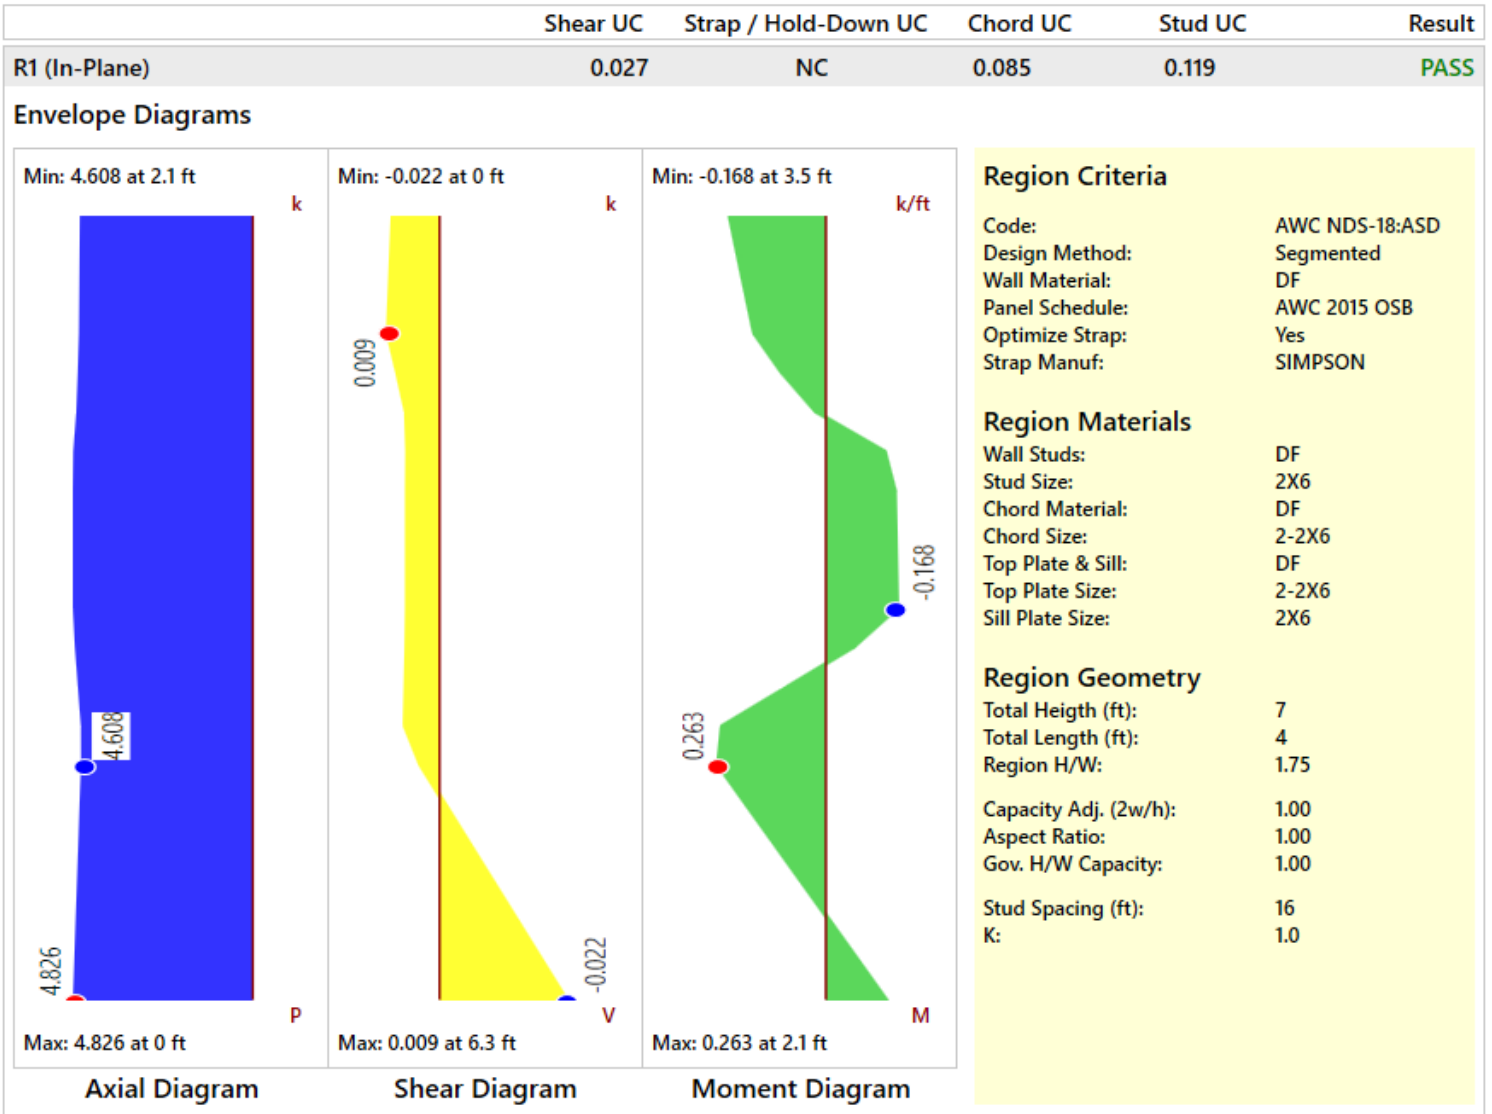 Shear UC Strap / Hold-Down UC Chord UC Stud UC Result
R1 (In-Plane) 0.027 NC 0.085 0.119 PASS
Envelope Diagrams
Min: 4.608 at 2.1 ft
k
4.608
4.826
P
Max: 4.826 at 0 ft
Axial Diagram
Min: -0.022 at 0 ft
k
0.009
-0.022
V
Max: 0.009 at 6.3 ft
Shear Diagram
Min: -0.168 at 3.5 ft
k/ft
-0.168
0.263
M
Max: 0.263 at 2.1 ft
Moment Diagram
Region Criteria
Code: AWC NDS-18:ASD
Design Method: Segmented
Wall Material: DF
Panel Schedule: AWC 2015 OSB
Optimize Strap: Yes
Strap Manuf: SIMPSON
Region Materials
Wall Studs: DF
Stud Size: 2X6
Chord Material: DF
Chord Size: 2-2X6
Top Plate & Sill: DF
Top Plate Size: 2-2X6
Sill Plate Size: 2X6
Region Geometry
Total Heigth (ft): 7
Total Length (ft): 4
Region H/W: 1.75
Capacity Adj. (2w/h): 1.00
Aspect Ratio: 1.00
Gov. H/W Capacity: 1.00
Stud Spacing (ft): 16
K: 1.0